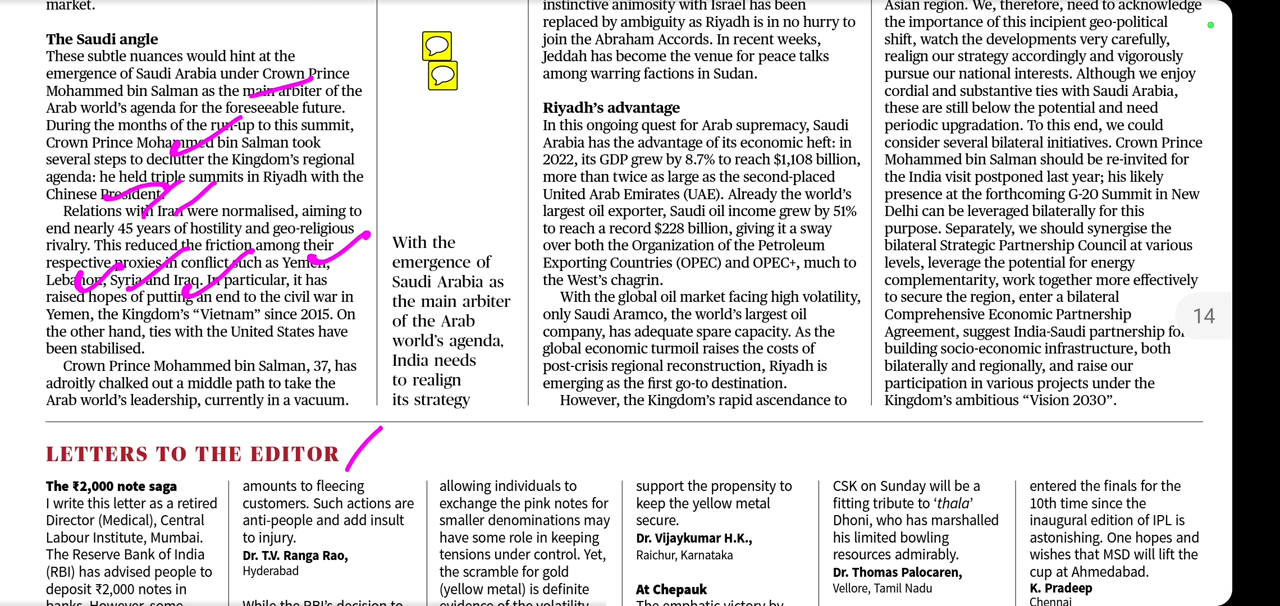 market.
The Saudi angle
These subtle nuances would hint at the
emergence of Saudi Arabia under Crown Prince
Mohammed bin Salman as the main arbiter of the
Arab world's agenda for the foreseeable future.
During the months of the run-up to this summit,
Crown Prince Mohammed bin Salman took
several steps to declutter the Kingdom's regional
agenda: he held triple summits in Riyadh with the
Chinese President.
Relations with Iran were normalised, aiming to
end nearly 45 years of hostility and geo-religious
rivalry. This reduced the friction among their
respective proxies in conflict such as Yemen,
Lebanon, Syria and Iraq. In particular, it has
raised hopes of putting an end to the civil war in
Yemen, the Kingdom's “Vietnam” since 2015. On
the other hand, ties with the United States have
been stabilised.
Crown Prince Mohammed bin Salman, 37, has
adroitly chalked out a middle path to take the
Arab world's leadership, currently in a vacuum.
With the
emergence of
Saudi Arabia as
the main arbiter
of the Arab
world's agenda,
India needs
to realign
its strategy
instinctive animosity with Israel has been
replaced by ambiguity as Riyadh is in no hurry to
join the Abraham Accords. In recent weeks,
Jeddah has become the venue for peace talks
among warring factions in Sudan.
Riyadh's advantage
In this ongoing quest for Arab supremacy, Saudi
Arabia has the advantage of its economic heft: in
2022, its GDP grew by 8.7% to reach $1,108 billion,
more than twice as large as the second-placed
United Arab Emirates (UAE). Already the world's
largest oil exporter, Saudi oil income grew by 51%
to reach a record $228 billion, giving it a sway
over both the Organization of the Petroleum
Exporting Countries (OPEC) and OPEC+, much to
the West's chagrin.
With the global oil market facing high volatility,
only Saudi Aramco, the world's largest oil
company, has adequate spare capacity. As the
global economic turmoil raises the costs of
post-crisis regional reconstruction, Riyadh is
emerging as the first go-to destination.
However, the Kingdom's rapid ascendance to
Asian region. We, therefore, need to acknowledge
the importance of this incipient geo-political
shift, watch the developments very carefully,
realign our strategy accordingly and vigorously
pursue our national interests. Although we enjoy
cordial and substantive ties with Saudi Arabia,
these are still below the potential and need
periodic upgradation. To this end, we could
consider several bilateral initiatives. Crown Prince
Mohammed bin Salman should be re-invited for
the India visit postponed last year; his likely
presence at the forthcoming G-20 Summit in New
Delhi can be leveraged bilaterally for this
purpose. Separately, we should synergise the
bilateral Strategic Partnership Council at various
levels, leverage the potential for energy
complementarity, work together more effectively
to secure the region, enter a bilateral
Comprehensive Economic Partnership
Agreement, suggest India-Saudi partnership for
building socio-economic infrastructure, both
bilaterally and regionally, and raise our
participation in various projects under the
Kingdom's ambitious “Vision 2030”.
14
LETTERS TO THE EDITOR
The ₹2,000 note saga
I write this letter as a retired
Director (Medical), Central
Labour Institute, Mumbai.
The Reserve Bank of India
(RBI) has advised people to
deposit ₹2,000 notes in
banks. However, some
amounts to fleecing
customers. Such actions are
anti-people and add insult
to injury.
Dr. T.V. Ranga Rao,
Hyderabad
While the RBI's decision to
allowing individuals to
exchange the pink notes for
smaller denominations may
have some role in keeping
tensions under control. Yet,
the scramble for gold
(yellow metal) is definite
evidence of the volatility
support the propensity to
keep the yellow metal
secure.
Dr. Vijaykumar H.K.,
Raichur, Karnataka
At Chepauk
The emphatic victory by
CSK on Sunday will be a
fitting tribute to ‘thala’
Dhoni, who has marshalled
his limited bowling
resources admirably.
Dr. Thomas Palocaren,
Vellore, Tamil Nadu
entered the finals for the
10th time since the
inaugural edition of IPL is
astonishing. One hopes and
wishes that MSD will lift the
cup at Ahmedabad.
K. Pradeep
Chennai